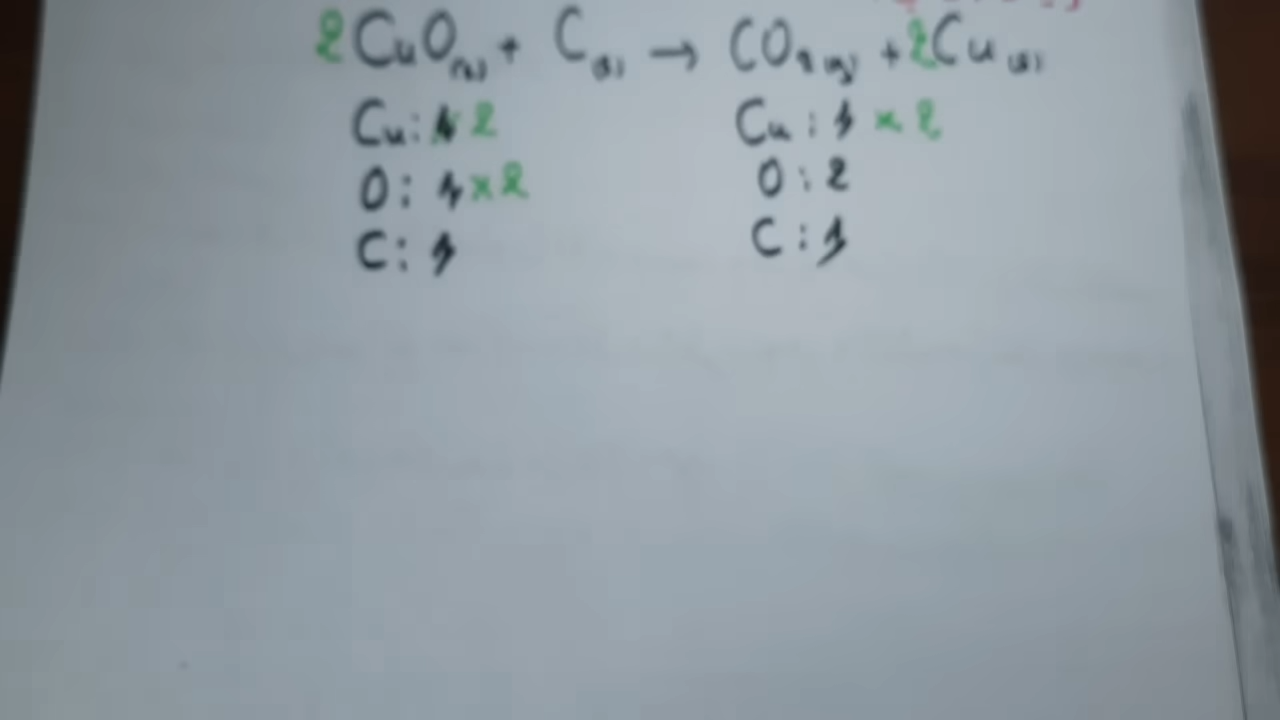 2CuO(s) + C(s) → CO2(g) + 2Cu(s)
Cu: 1 x 2 Cu: 1 x 2
O: 1 x 2 O: 2
C: 1 C: 1